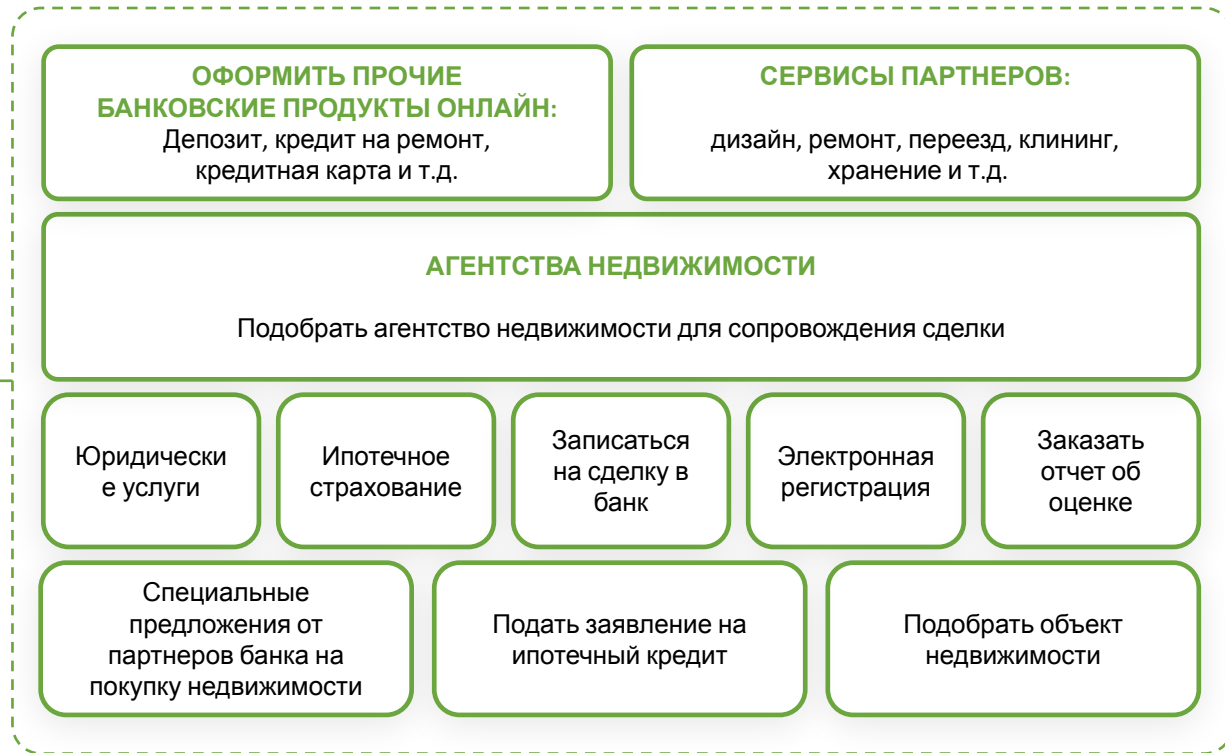 ОФОРМИТЬ ПРОЧИЕ
БАНКОВСКИЕ ПРОДУКТЫ ОНЛАЙН:
Депозит, кредит на ремонт,
кредитная карта и т.д.
СЕРВИСЫ ПАРТНЕРОВ:
дизайн, ремонт, переезд, клининг,
хранение и т.д.
АГЕНТСТВА НЕДВИЖИМОСТИ
Подобрать агентство недвижимости для сопровождения сделки
Юридически
е услуги
Ипотечное
страхование
Записаться
на сделку в
банк
Электронная
регистрация
Заказать
отчет об
оценке
Специальные
предложения от
партнеров банка на
покупку недвижимости
Подать заявление на
ипотечный кредит
Подобрать объект
недвижимости